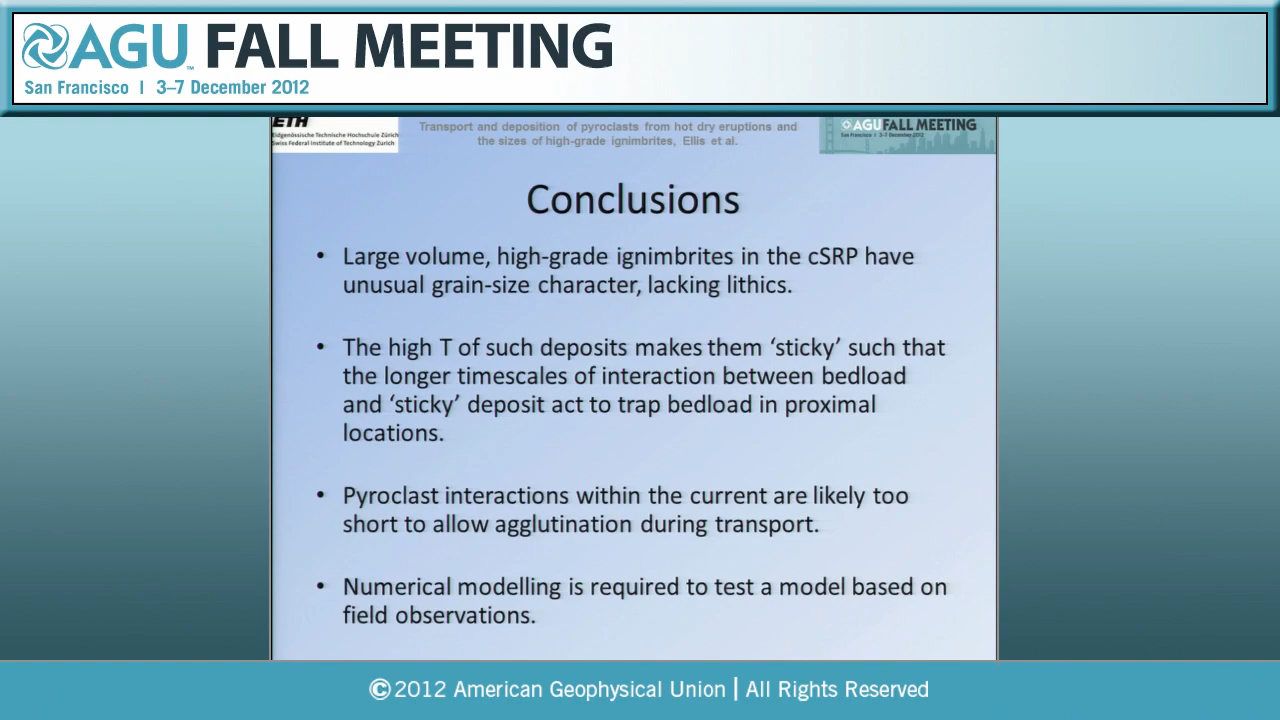 AGU FALL MEETING
San Francisco | 3–7 December 2012
ETH
Eidgenössische Technische Hochschule Zürich
Swiss Federal Institute of Technology Zurich
Transport and deposition of pyroclasts from hot dry eruptions and
the sizes of high-grade ignimbrites, Ellis et al.
AGU FALL MEETING
San Francisco | 3–7 December 2012
Conclusions
• Large volume, high-grade ignimbrites in the cSRP have
unusual grain-size character, lacking lithics.
• The high T of such deposits makes them ‘sticky’ such that
the longer timescales of interaction between bedload
and ‘sticky’ deposit act to trap bedload in proximal
locations.
• Pyroclast interactions within the current are likely too
short to allow agglutination during transport.
• Numerical modelling is required to test a model based on
field observations.
©2012 American Geophysical Union | All Rights Reserved